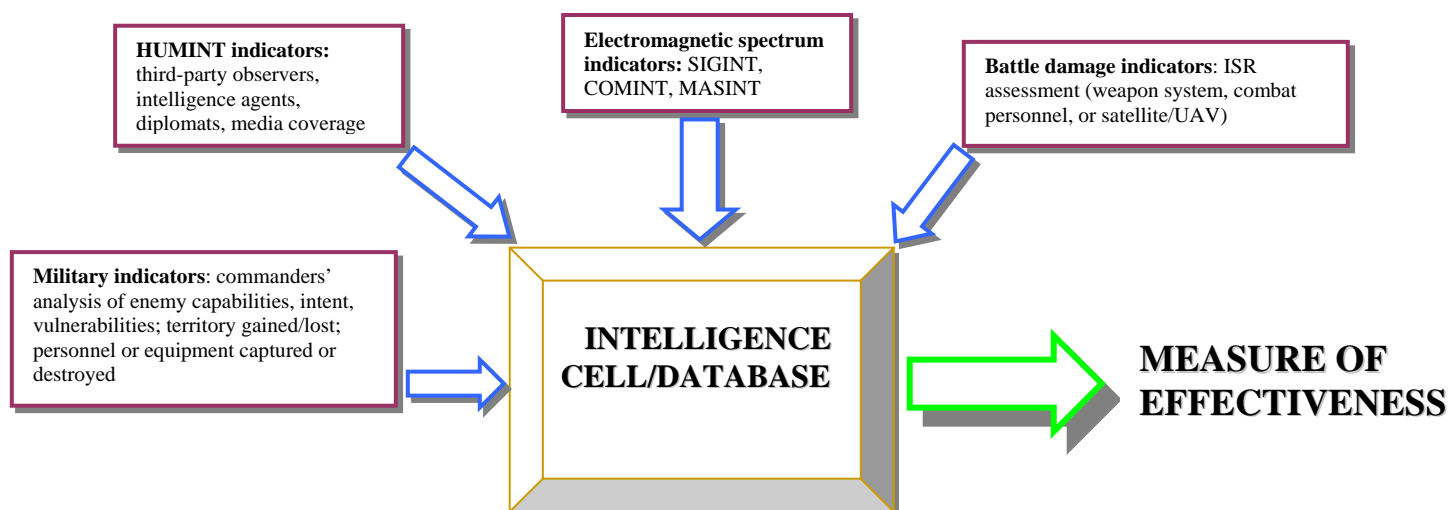 HUMINT indicators:
third-party observers,
intelligence agents,
diplomats, media coverage
Electromagnetic spectrum
indicators: SIGINT,
COMINT, MASINT
Battle damage indicators: ISR
assessment (weapon system, combat
personnel, or satellite/UAV)
Military indicators: commanders’
analysis of enemy capabilities, intent,
vulnerabilities; territory gained/lost;
personnel or equipment captured or
destroyed
INTELLIGENCE
CELL/DATABASE
MEASURE OF
EFFECTIVENESS